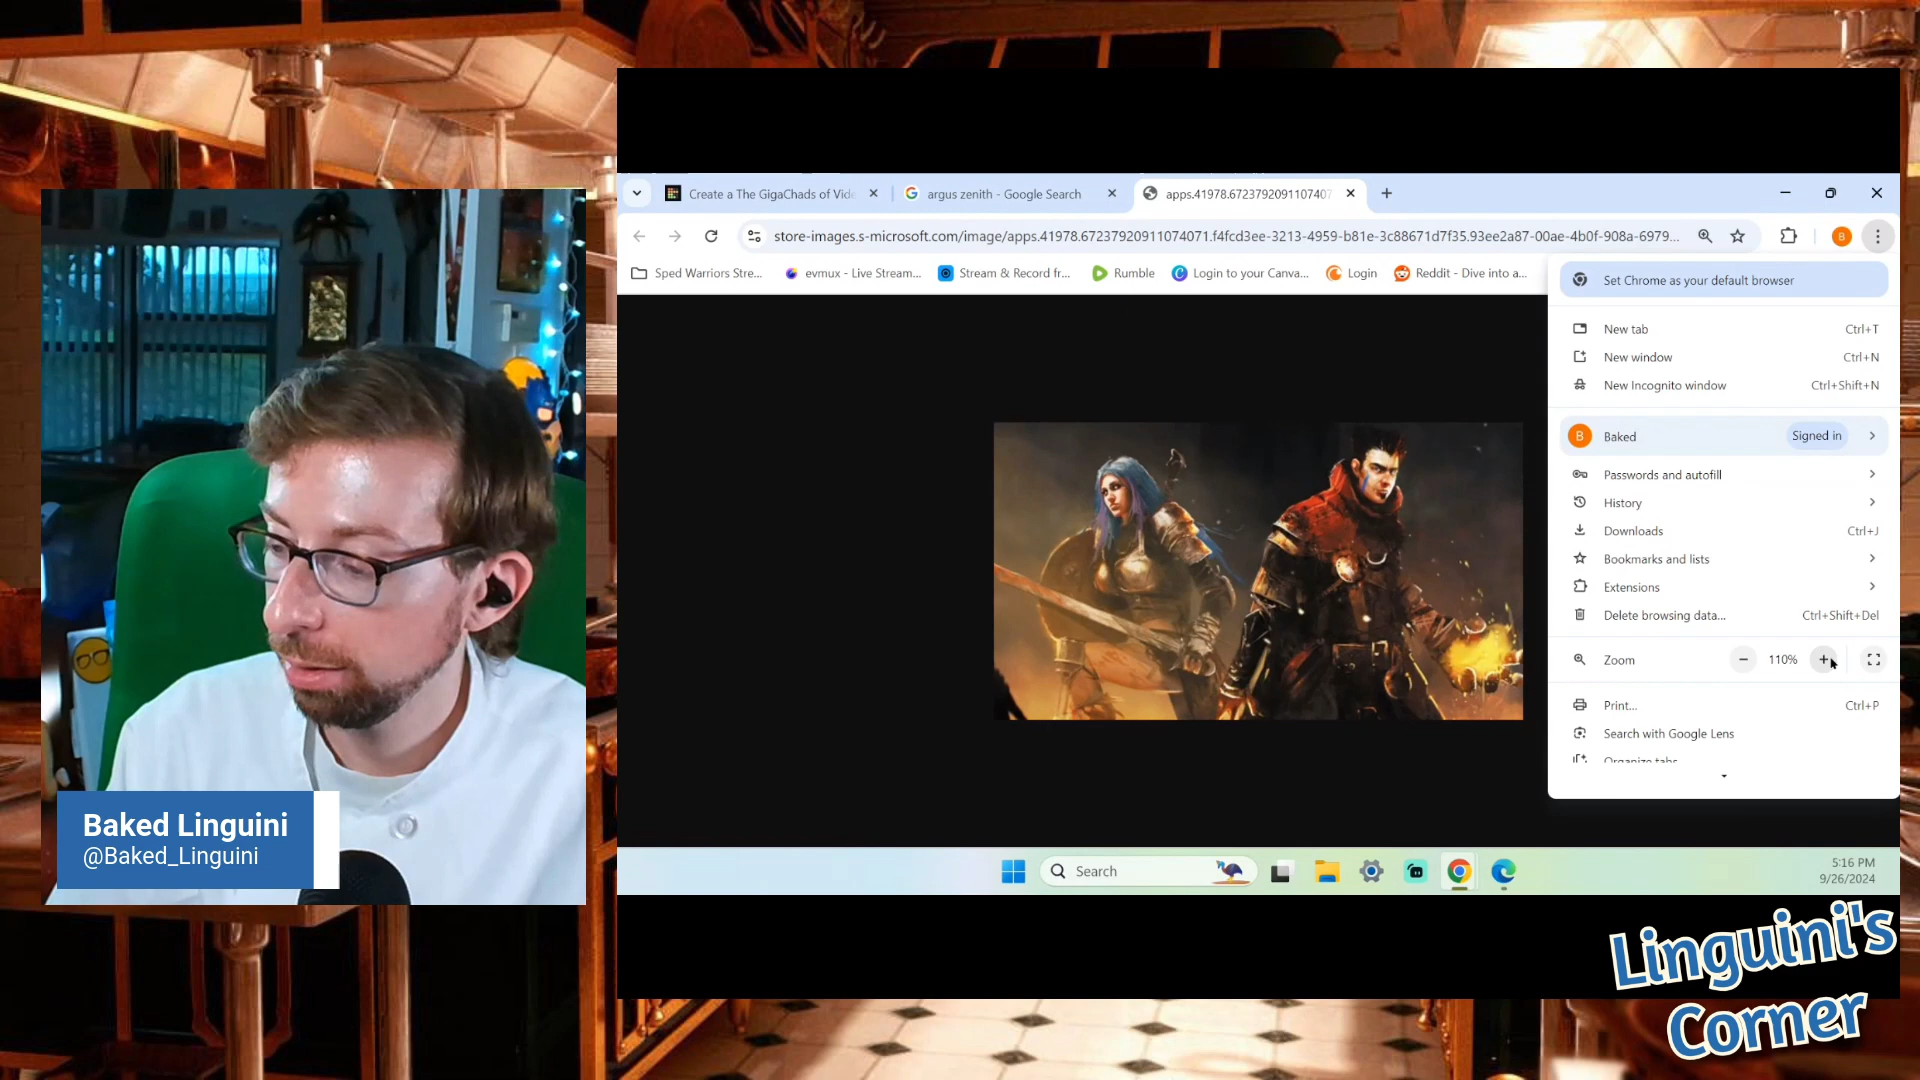 Create a The GigaChads of Vide
argus zenith - Google Search
apps.41978.6723792091107407
store-images.s-microsoft.com/image/apps.41978.67237920911074071.f4fcd3ee-3213-4959-b81e-3c88671d7f35.93ee2a87-00ae-4b0f-908a-6979...
B
Sped Warriors Stre...
evmux - Live Stream...
Stream & Record fr...
Rumble
Login to your Canva...
Login
Reddit - Dive into a...
Set Chrome as your default browser
New tab Ctrl+T
New window Ctrl+N
New Incognito window Ctrl+Shift+N
B Baked Signed in
Passwords and autofill
History
Downloads Ctrl+J
Bookmarks and lists
Extensions
Delete browsing data... Ctrl+Shift+Del
Zoom 110%
Print... Ctrl+P
Search with Google Lens
Organize tabs
Search
5:16 PM
9/26/2024
Baked Linguini
@Baked_Linguini
Linguini's
Corner